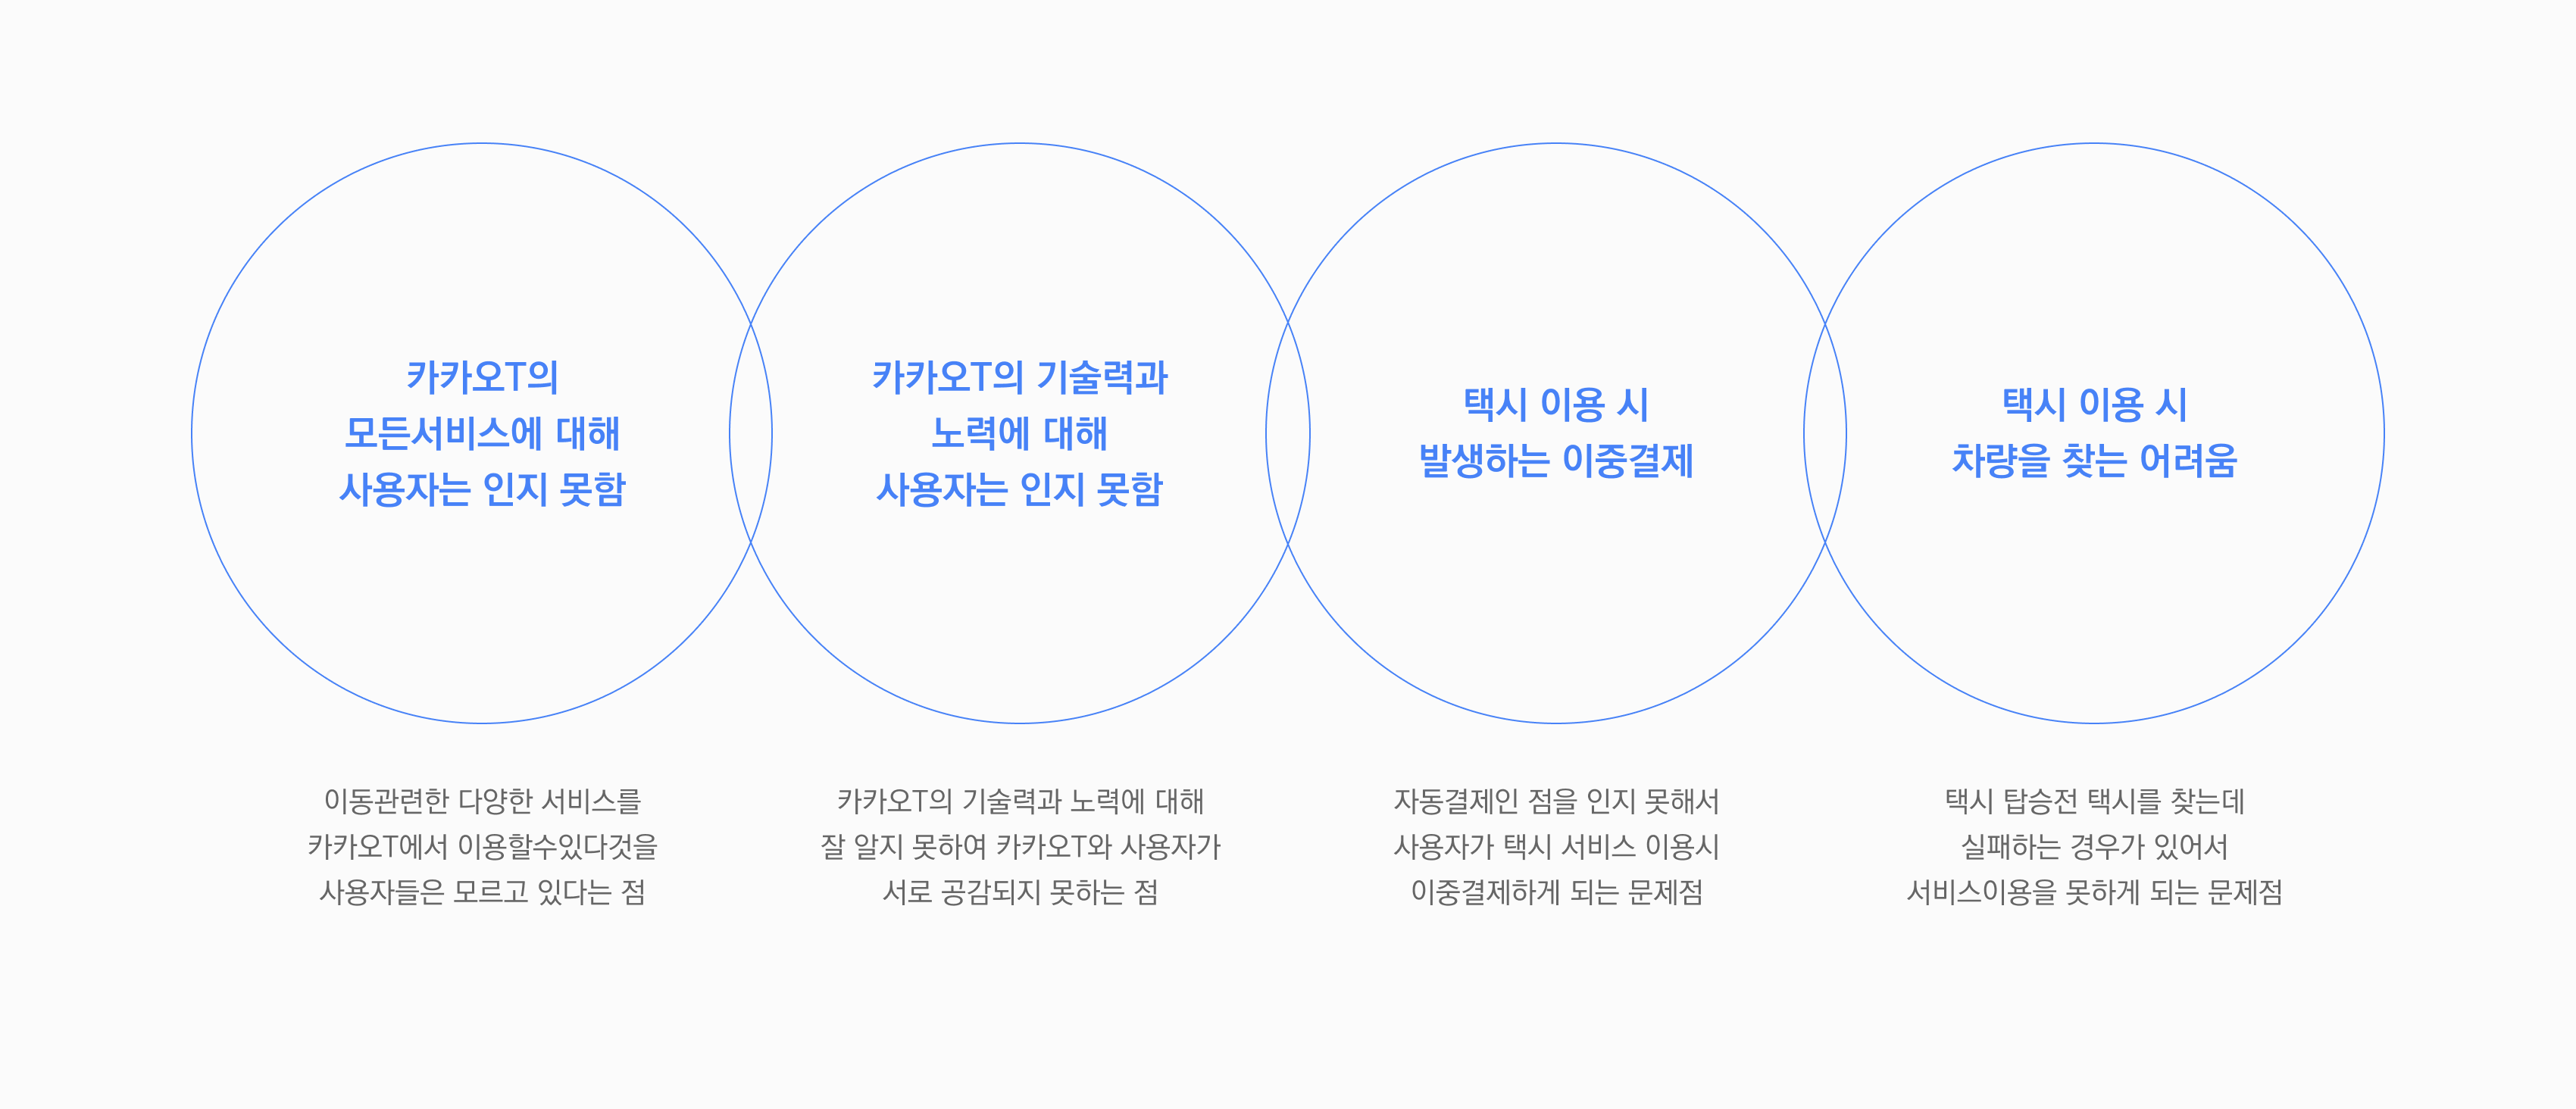 카카오T의
모든서비스에 대해
사용자는 인지 못함
카카오T의 기술력과
노력에 대해
사용자는 인지 못함
택시 이용 시
발생하는 이중결제
택시 이용 시
차량을 찾는 어려움
이동관련한 다양한 서비스를
카카오T에서 이용할수있다것을
사용자들은 모르고 있다는 점
카카오T의 기술력과 노력에 대해
잘 알지 못하여 카카오T와 사용자가
서로 공감되지 못하는 점
자동결제인 점을 인지 못해서
사용자가 택시 서비스 이용시
이중결제하게 되는 문제점
택시 탑승전 택시를 찾는데
실패하는 경우가 있어서
서비스이용을 못하게 되는 문제점